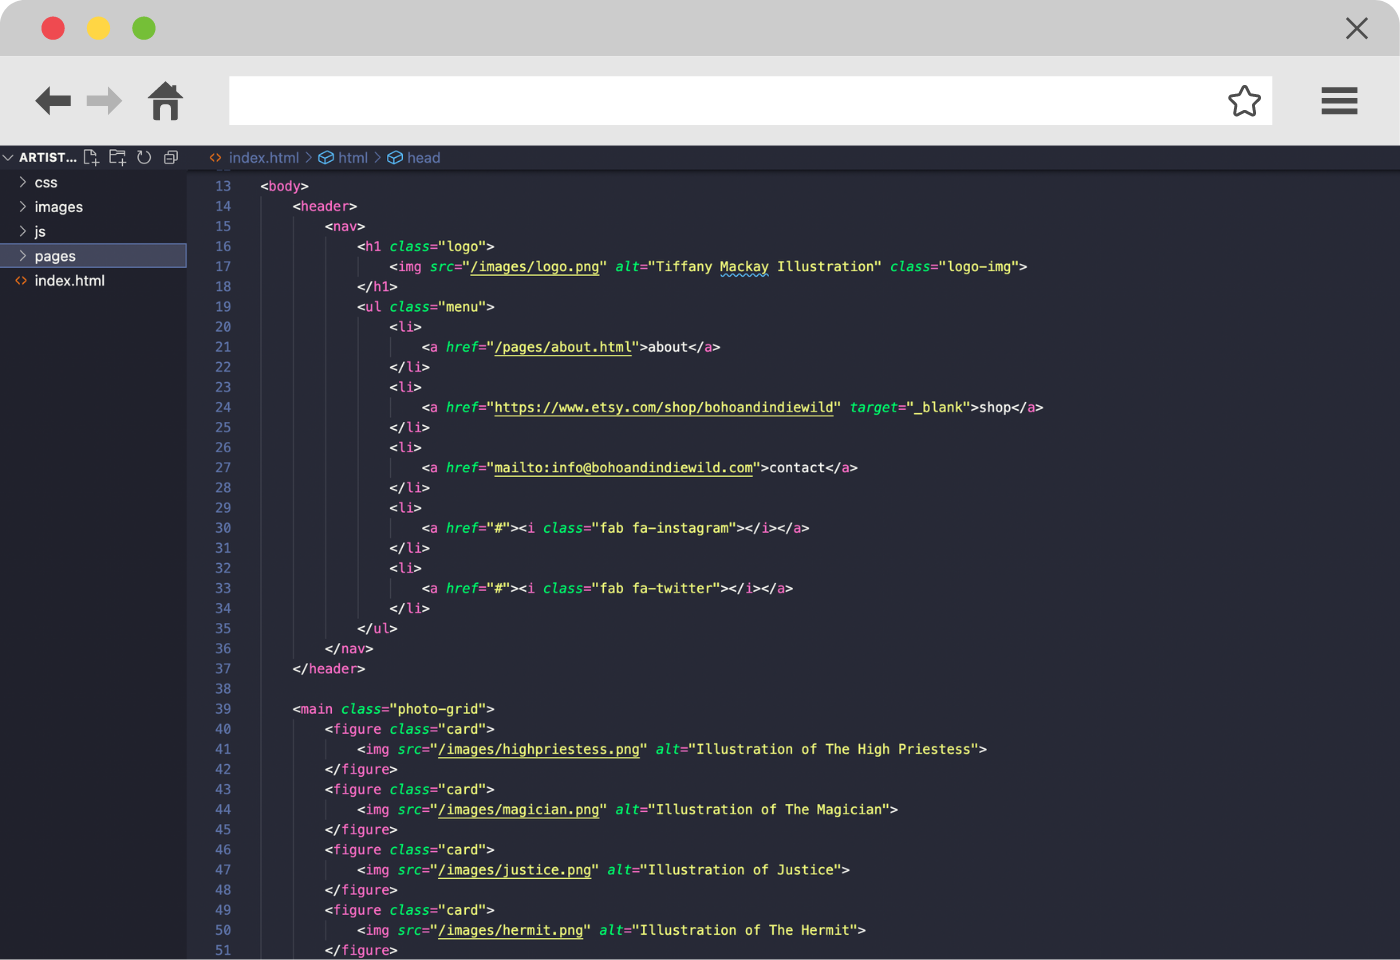 ARTIST...
index.html > html > head
css
images
js
pages
index.html
13 <body>
14 <header>
15 <nav>
16 <h1 class="logo">
17 <img src="/images/logo.png" alt="Tiffany Mackay Illustration" class="logo-img">
18 </h1>
19 <ul class="menu">
20 <li>
21 <a href="/pages/about.html">about</a>
22 </li>
23 <li>
24 <a href="https://www.etsy.com/shop/bohoandindiewild" target="_blank">shop</a>
25 </li>
26 <li>
27 <a href="mailto:info@bohoandindiewild.com">contact</a>
28 </li>
29 <li>
30 <a href="#"><i class="fab fa-instagram"></i></a>
31 </li>
32 <li>
33 <a href="#"><i class="fab fa-twitter"></i></a>
34 </li>
35 </ul>
36 </nav>
37 </header>
38
39 <main class="photo-grid">
40 <figure class="card">
41 <img src="/images/highpriestess.png" alt="Illustration of The High Priestess">
42 </figure>
43 <figure class="card">
44 <img src="/images/magician.png" alt="Illustration of The Magician">
45 </figure>
46 <figure class="card">
47 <img src="/images/justice.png" alt="Illustration of Justice">
48 </figure>
49 <figure class="card">
50 <img src="/images/hermit.png" alt="Illustration of The Hermit">
51 </figure>